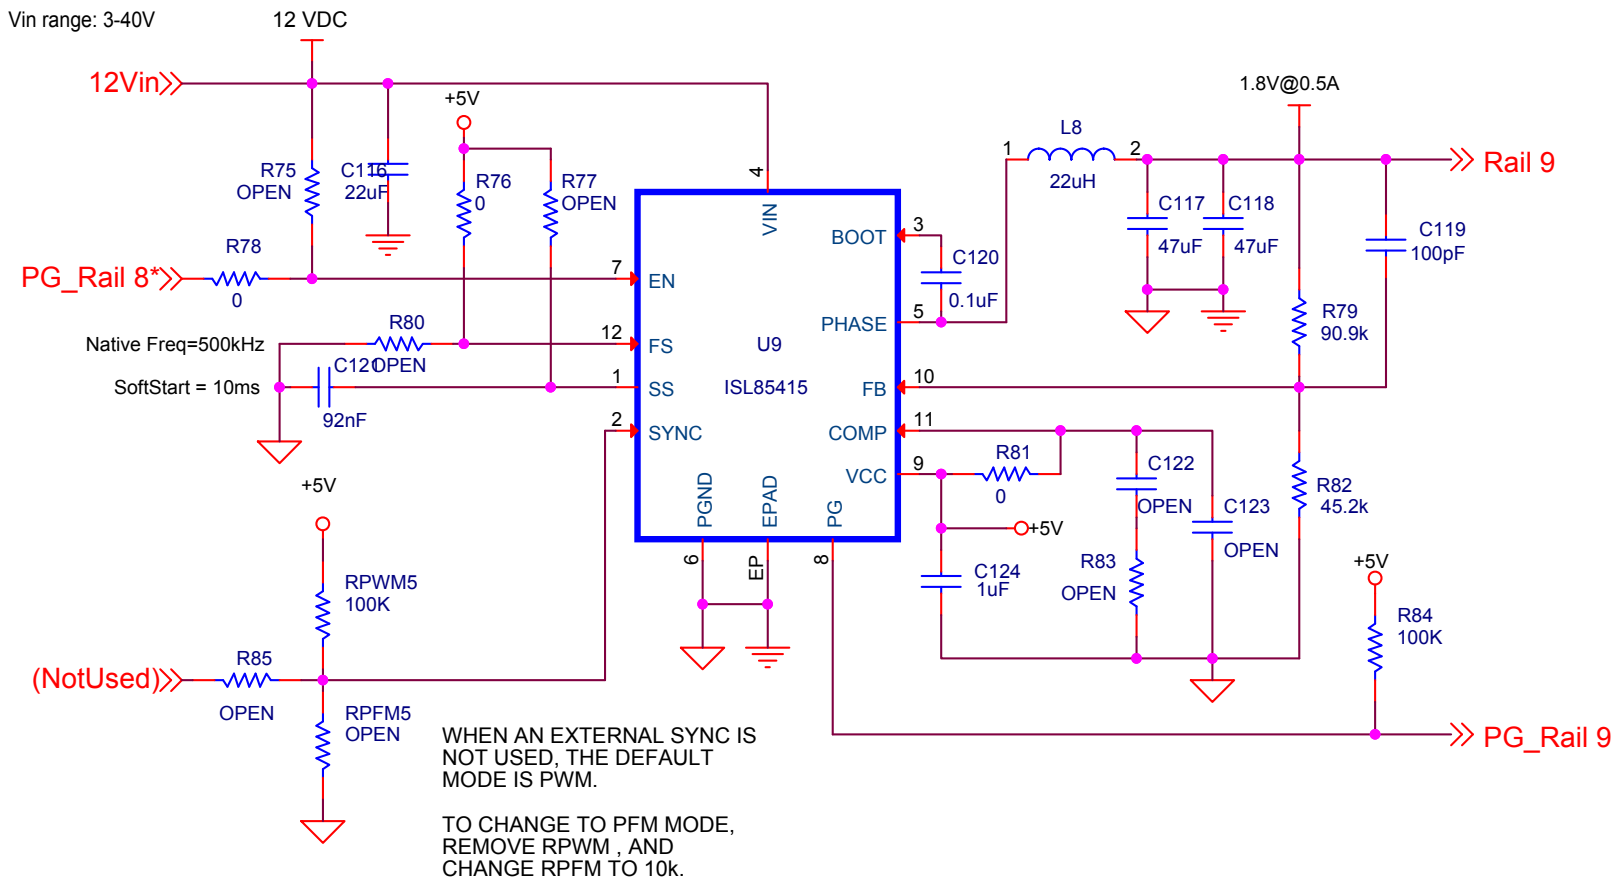 Vin range: 3-40V
12 VDC
12Vin
+5V
1.8V@0.5A
L8
1
2
22uH
Rail 9
R75
OPEN
C116
22uF
R76
0
R77
OPEN
4
VIN
C117
47uF
C118
47uF
C119
100pF
3
BOOT
C120
0.1uF
R78
0
PG_Rail 8*
7
EN
5
PHASE
R79
90.9k
Native Freq=500kHz
R80
OPEN
12
FS
U9
ISL85415
SoftStart = 10ms
C121
92nF
1
SS
10
FB
2
SYNC
11
COMP
9
VCC
R81
0
C122
OPEN
C123
OPEN
R82
45.2k
PGND
EPAD
PG
6
EP
8
+5V
C124
1uF
R83
OPEN
+5V
RPWM5
100K
+5V
R84
100K
(NotUsed)
R85
OPEN
RPFM5
OPEN
PG_Rail 9
WHEN AN EXTERNAL SYNC IS
NOT USED, THE DEFAULT
MODE IS PWM.
TO CHANGE TO PFM MODE,
REMOVE RPWM , AND
CHANGE RPFM TO 10k.